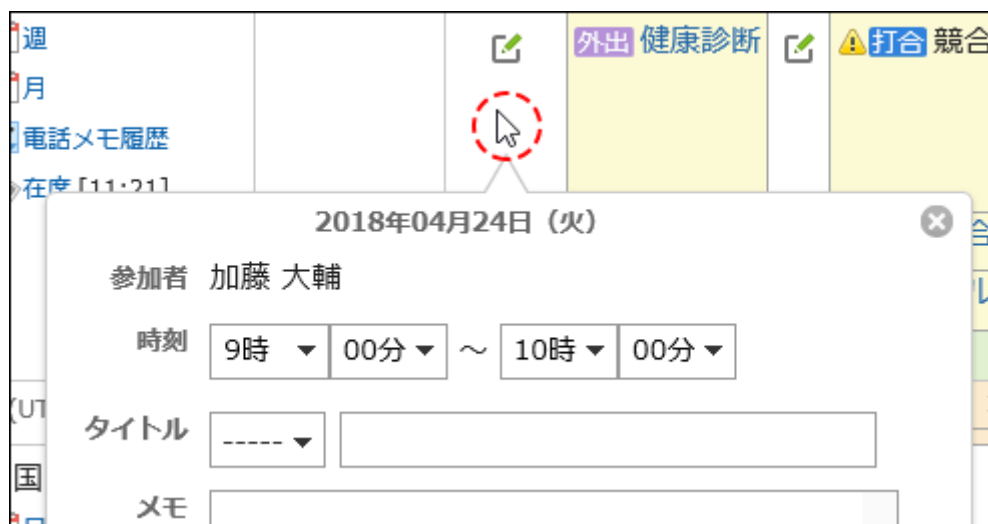 週
外出 健康診断
打合 競合
月
電話メモ履歴
在席 [11:21]
2018年04月24日（火）
参加者 加藤 大輔
時刻 9時 00分 ～ 10時 00分
(UT
タイトル -----
国
メモ